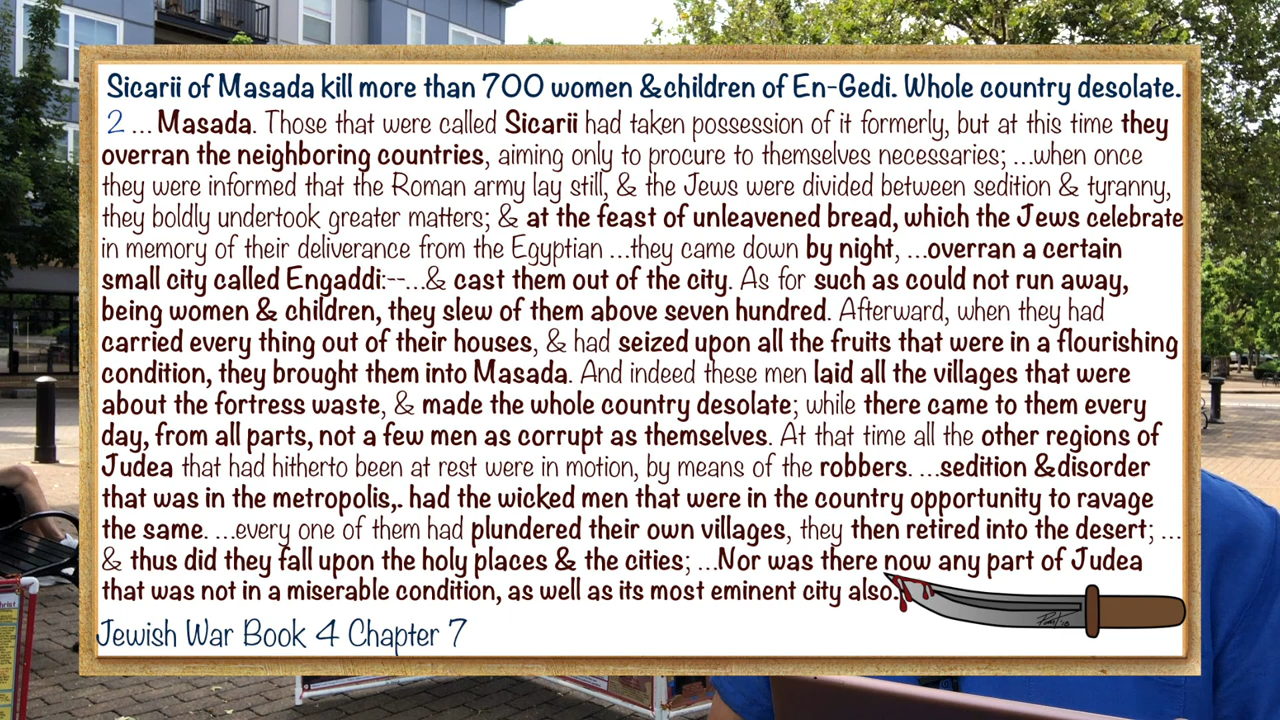 Sicarii of Masada kill more than 700 women &children of En-Gedi. Whole country desolate.
2 ... Masada. Those that were called Sicarii had taken possession of it formerly, but at this time they
overran the neighboring countries, aiming only to procure to themselves necessaries; ...when once
they were informed that the Roman army lay still, & the Jews were divided between sedition & tyranny,
they boldly undertook greater matters; & at the feast of unleavened bread, which the Jews celebrate
in memory of their deliverance from the Egyptian ...they came down by night, ...overran a certain
small city called Engaddi:--...& cast them out of the city. As for such as could not run away,
being women & children, they slew of them above seven hundred. Afterward, when they had
carried every thing out of their houses, & had seized upon all the fruits that were in a flourishing
condition, they brought them into Masada. And indeed these men laid all the villages that were
about the fortress waste, & made the whole country desolate; while there came to them every
day, from all parts, not a few men as corrupt as themselves. At that time all the other regions of
Judea that had hitherto been at rest were in motion, by means of the robbers. ...sedition &disorder
that was in the metropolis,. had the wicked men that were in the country opportunity to ravage
the same. ...every one of them had plundered their own villages, they then retired into the desert; ...
& thus did they fall upon the holy places & the cities; ...Nor was there now any part of Judea
that was not in a miserable condition, as well as its most eminent city also.
Jewish War Book 4 Chapter 7